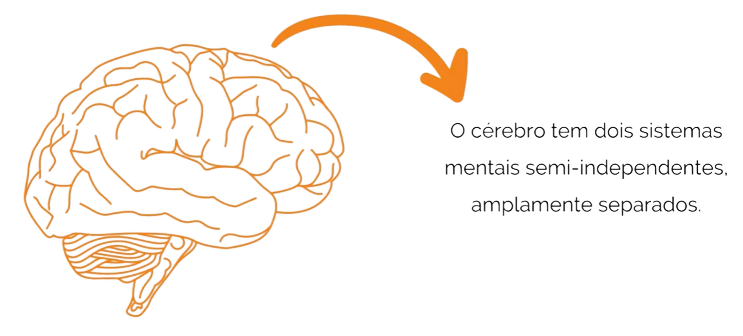 O cérebro tem dois sistemas
mentais semi-independentes,
amplamente separados.